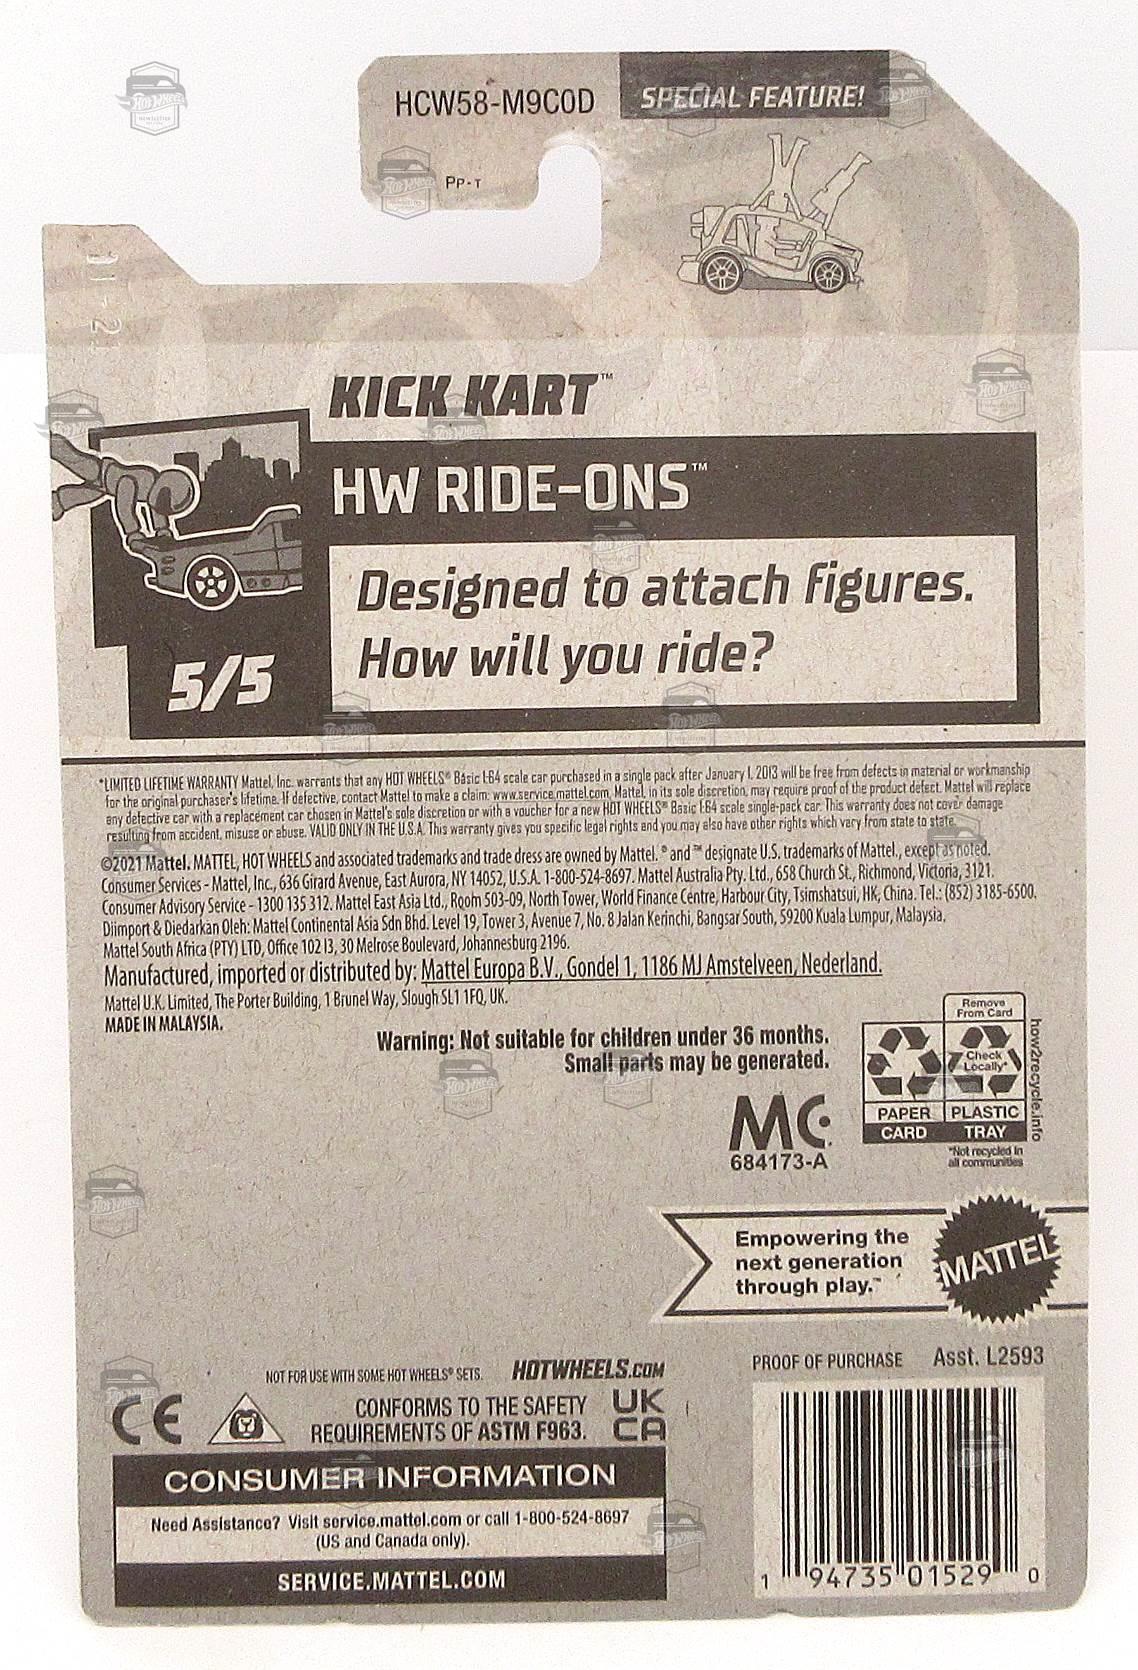 HCW58-M9C0D
SPECIAL FEATURE!
PP-T
KICK KART™
HW RIDE-ONS™
Designed to attach figures.
How will you ride?
5/5
*LIMITED LIFETIME WARRANTY Mattel, Inc. warrants that any HOT WHEELS® Basic 1:64 scale car purchased in a single pack after January 1, 2013 will be free from defects in material or workmanship
for the original purchaser's lifetime. If defective, contact Mattel to make a claim: www.service.mattel.com. Mattel, in its sole discretion, may require proof of the product defect. Mattel will replace
any defective car with a replacement car chosen in Mattel's sole discretion or with a voucher for a new HOT WHEELS® Basic 1:64 scale single-pack car. This warranty does not cover damage
resulting from accident, misuse or abuse. VALID ONLY IN THE U.S.A. This warranty gives you specific legal rights and you may also have other rights which vary from state to state.
©2021 Mattel. MATTEL, HOT WHEELS and associated trademarks and trade dress are owned by Mattel. ® and ™ designate U.S. trademarks of Mattel, except as noted.
Consumer Services - Mattel, Inc., 636 Girard Avenue, East Aurora, NY 14052, U.S.A. 1-800-524-8697. Mattel Australia Pty. Ltd., 658 Church St., Richmond, Victoria, 3121.
Consumer Advisory Service - 1300 135 312. Mattel East Asia Ltd., Room 503-09, North Tower, World Finance Centre, Harbour City, Tsimshatsui, HK, China. Tel.: (852) 3185-6500.
Diimport & Diedarkan Oleh: Mattel Continental Asia Sdn Bhd. Level 19, Tower 3, Avenue 7, No. 8 Jalan Kerinchi, Bangsar South, 59200 Kuala Lumpur, Malaysia.
Mattel South Africa (PTY) LTD, Office 102 I3, 30 Melrose Boulevard, Johannesburg 2196.
Manufactured, imported or distributed by: Mattel Europa B.V., Gondel 1, 1186 MJ Amstelveen, Nederland.
Mattel U.K. Limited, The Porter Building, 1 Brunel Way, Slough SL1 1FQ, UK.
MADE IN MALAYSIA.
Warning: Not suitable for children under 36 months.
Small parts may be generated.
MC
684173-A
Remove
From Card
Check
Locally*
PAPER
CARD
PLASTIC
TRAY
*Not recycled in
all communities
how2recycle.info
Empowering the
next generation
through play.™
MATTEL
NOT FOR USE WITH SOME HOT WHEELS® SETS.
HOTWHEELS.COM
PROOF OF PURCHASE
Asst. L2593
CE
CONFORMS TO THE SAFETY
REQUIREMENTS OF ASTM F963.
UK
CA
CONSUMER INFORMATION
Need Assistance? Visit service.mattel.com or call 1-800-524-8697
(US and Canada only).
SERVICE.MATTEL.COM
1 94735 01529 0